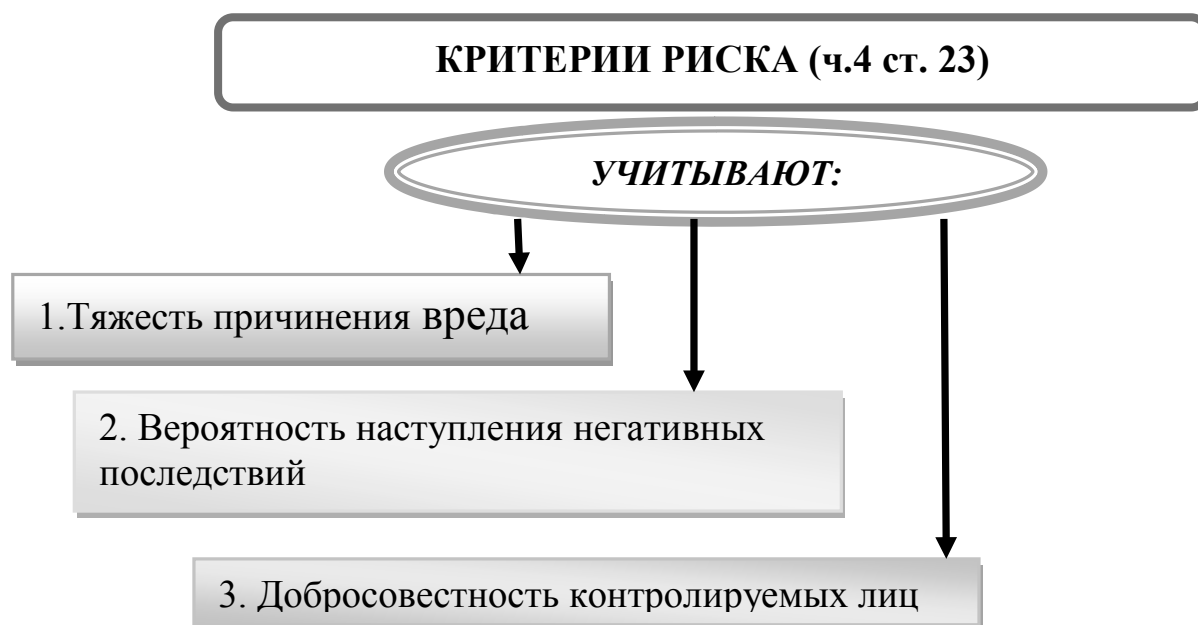 КРИТЕРИИ РИСКА (ч.4 ст. 23)
УЧИТЫВАЮТ:
1.Тяжесть причинения вреда
2. Вероятность наступления негативных
последствий
3. Добросовестность контролируемых лиц